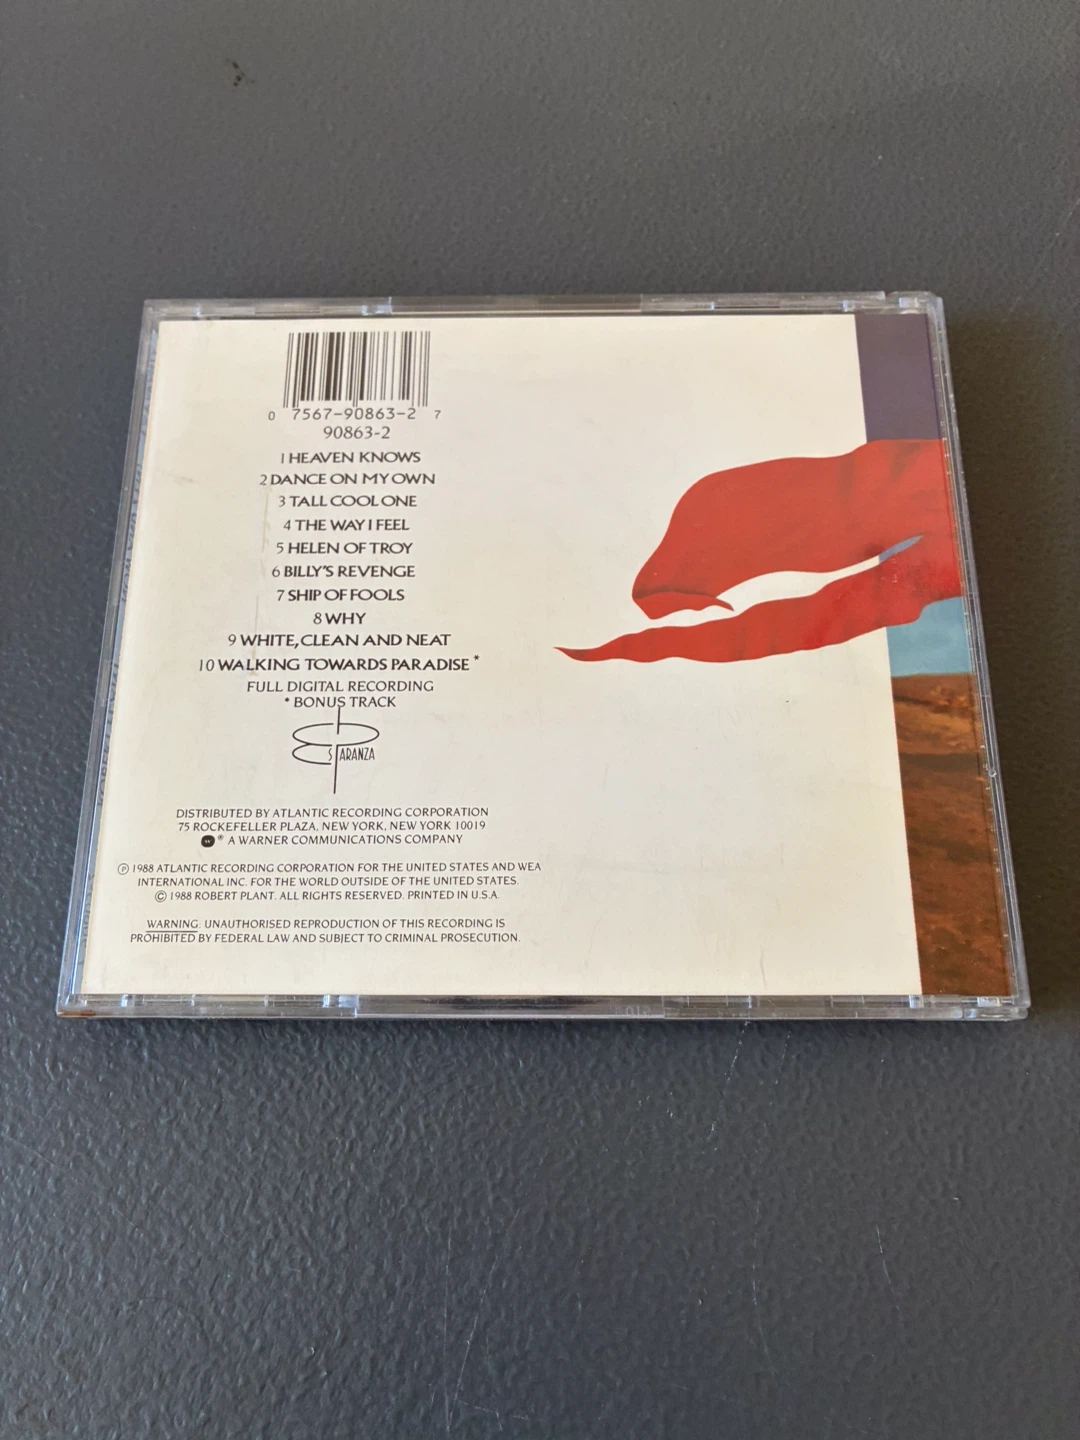 0 7567-90863-2 7
90863-2
1 HEAVEN KNOWS
2 DANCE ON MY OWN
3 TALL COOL ONE
4 THE WAY I FEEL
5 HELEN OF TROY
6 BILLY'S REVENGE
7 SHIP OF FOOLS
8 WHY
9 WHITE, CLEAN AND NEAT
10 WALKING TOWARDS PARADISE *
FULL DIGITAL RECORDING
* BONUS TRACK
ES PARANZA
DISTRIBUTED BY ATLANTIC RECORDING CORPORATION
75 ROCKEFELLER PLAZA, NEW YORK, NEW YORK 10019
W ® A WARNER COMMUNICATIONS COMPANY
Ⓟ 1988 ATLANTIC RECORDING CORPORATION FOR THE UNITED STATES AND WEA
INTERNATIONAL INC. FOR THE WORLD OUTSIDE OF THE UNITED STATES.
© 1988 ROBERT PLANT. ALL RIGHTS RESERVED. PRINTED IN U.S.A.
WARNING: UNAUTHORISED REPRODUCTION OF THIS RECORDING IS
PROHIBITED BY FEDERAL LAW AND SUBJECT TO CRIMINAL PROSECUTION.